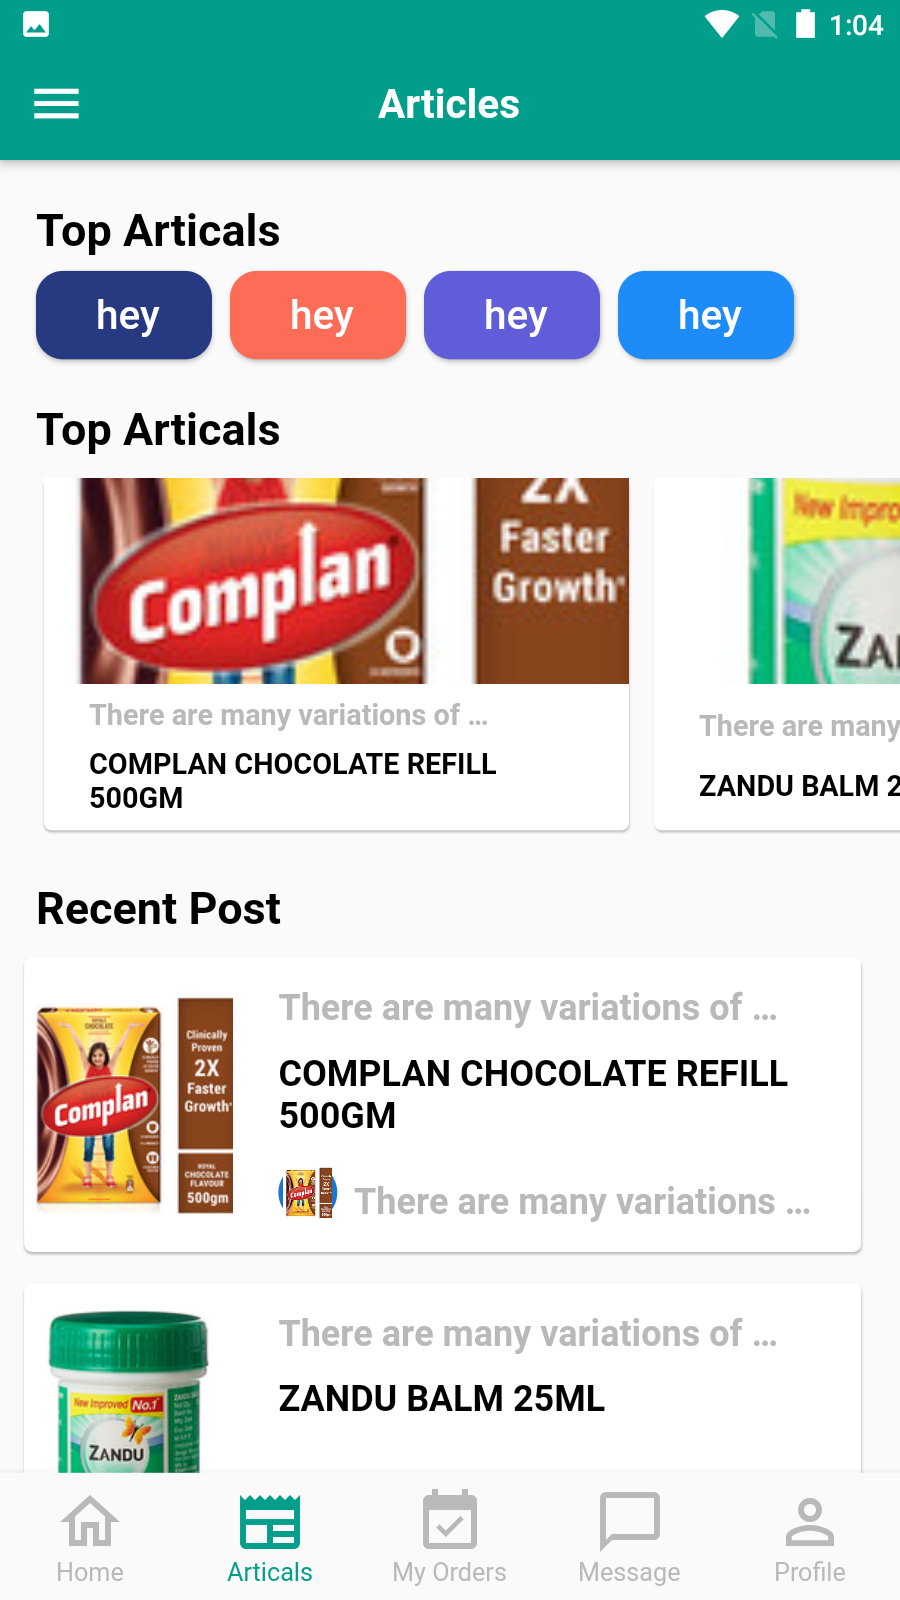 1:04
Articles
Top Articals
hey hey hey hey
Top Articals
2X
Faster
Growth
Complan
New Impro
ZA
There are many variations of ...
COMPLAN CHOCOLATE REFILL
500GM
There are many
ZANDU BALM 2
Recent Post
There are many variations of ...
COMPLAN CHOCOLATE REFILL
500GM
There are many variations ...
CHOCOLATE
Complan
Clinically
Proven
2X
Faster
Growth
ROYAL
CHOCOLATE
FLAVOUR
500gm
There are many variations of ...
ZANDU BALM 25ML
New Improved No.1
ZANDU
Home
Articals
My Orders
Message
Profile